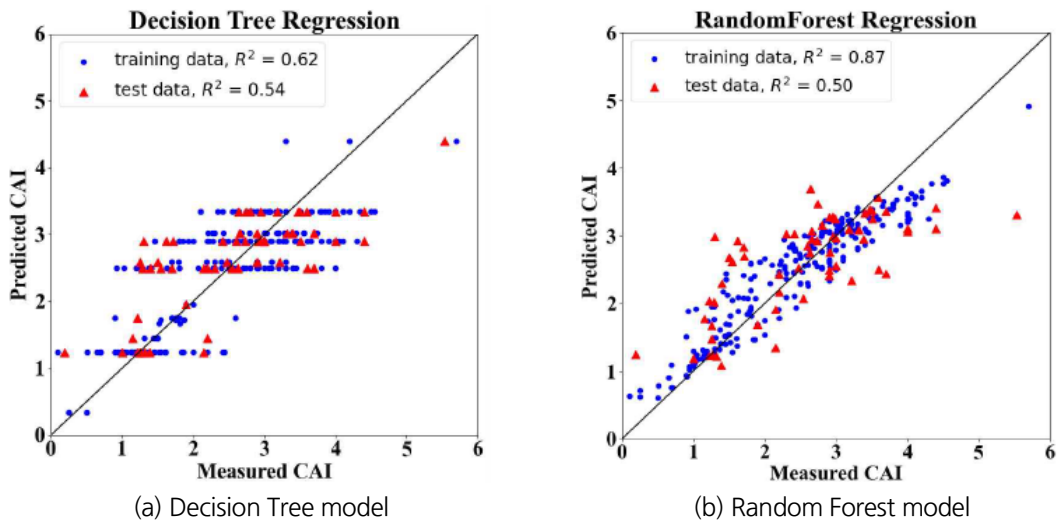 Decision Tree Regression
training data, R² = 0.62
test data, R² = 0.54
6
5
4
3
2
1
0
Predicted CAI
0 1 2 3 4 5 6
Measured CAI
(a) Decision Tree model
RandomForest Regression
training data, R² = 0.87
test data, R² = 0.50
6
5
4
3
2
1
0
Predicted CAI
0 1 2 3 4 5 6
Measured CAI
(b) Random Forest model